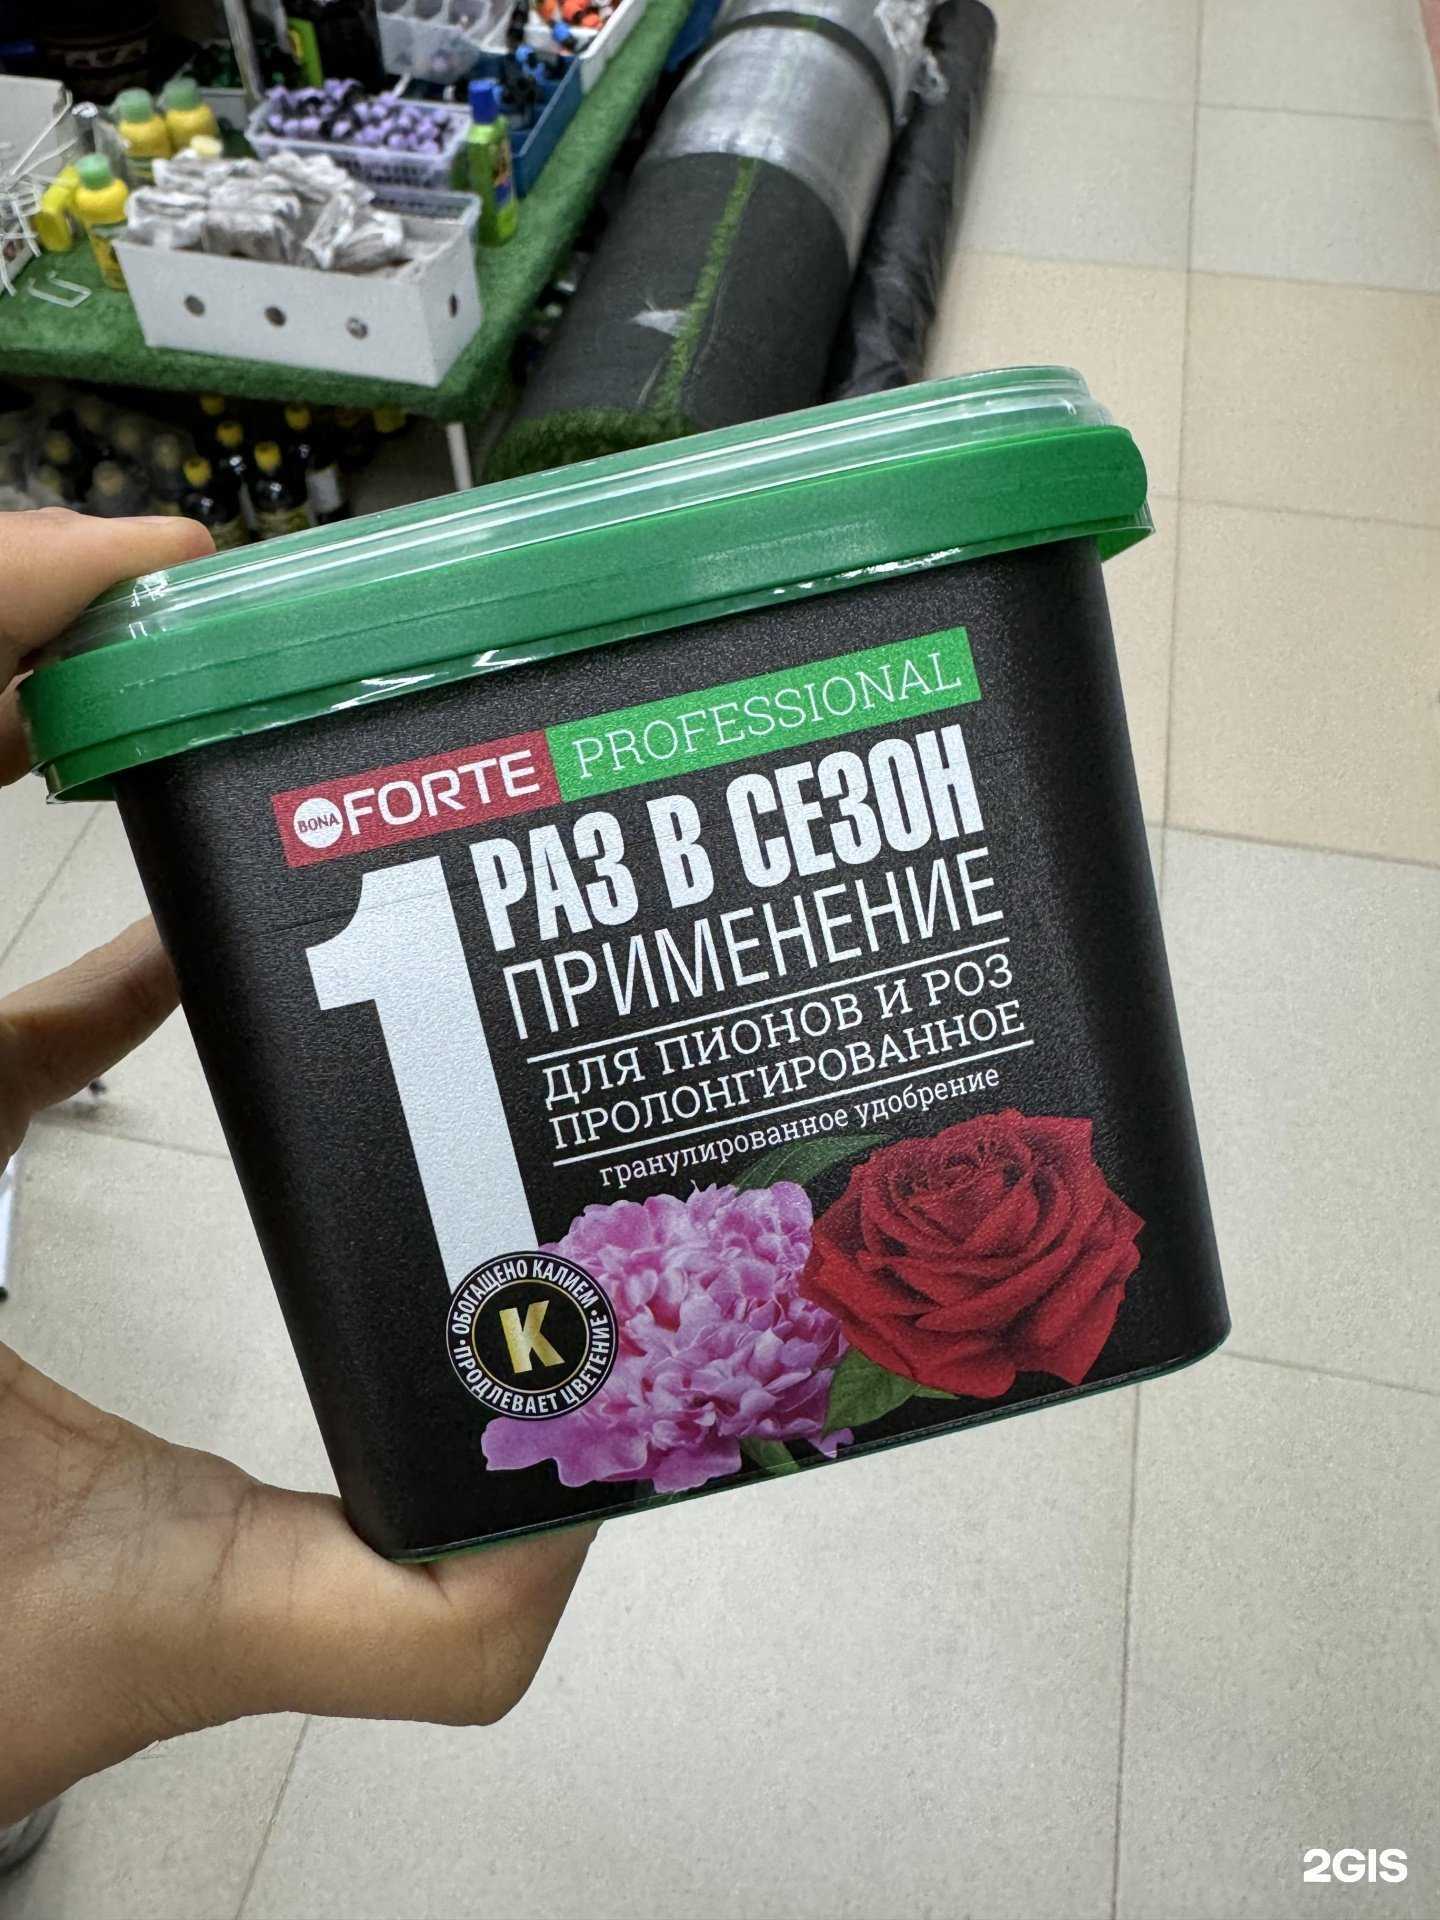 BONA FORTE PROFESSIONAL
1 РАЗ В СЕЗОН
ПРИМЕНЕНИЕ
ДЛЯ ПИОНОВ И РОЗ
ПРОЛОНГИРОВАННОЕ
гранулированное удобрение
• ОБОГАЩЕНО КАЛИЕМ •
K
ПРОДЛЕВАЕТ ЦВЕТЕНИЕ
2GIS